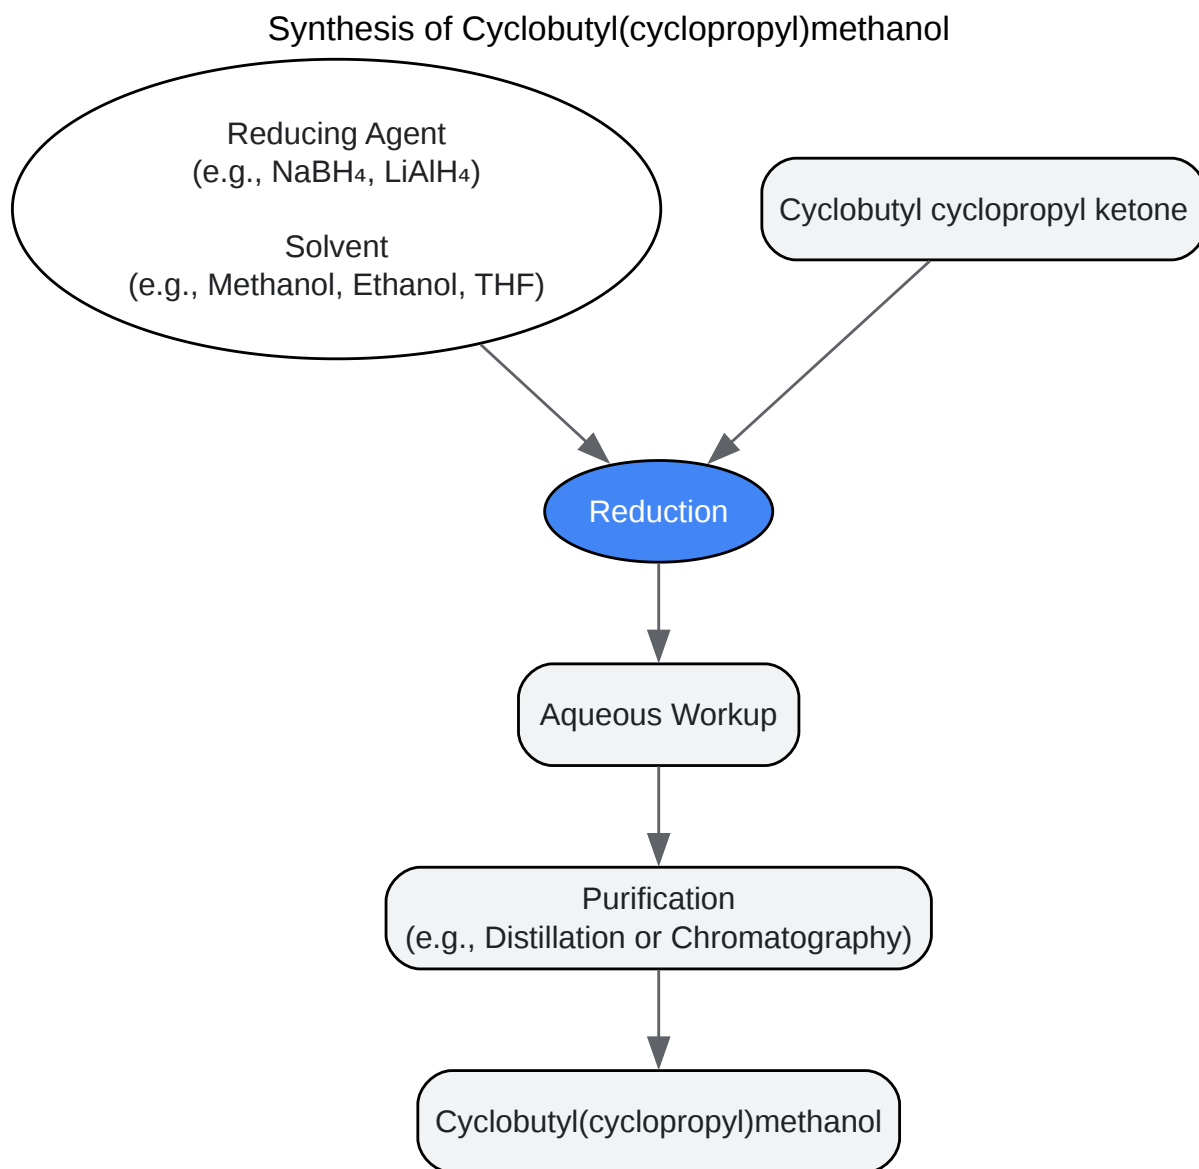 Synthesis of Cyclobutyl(cyclopropyl)methanol
Reducing Agent
(e.g., NaBH₄, LiAlH₄)
Solvent
(e.g., Methanol, Ethanol, THF)
Cyclobutyl cyclopropyl ketone
Reduction
Aqueous Workup
Purification
(e.g., Distillation or Chromatography)
Cyclobutyl(cyclopropyl)methanol